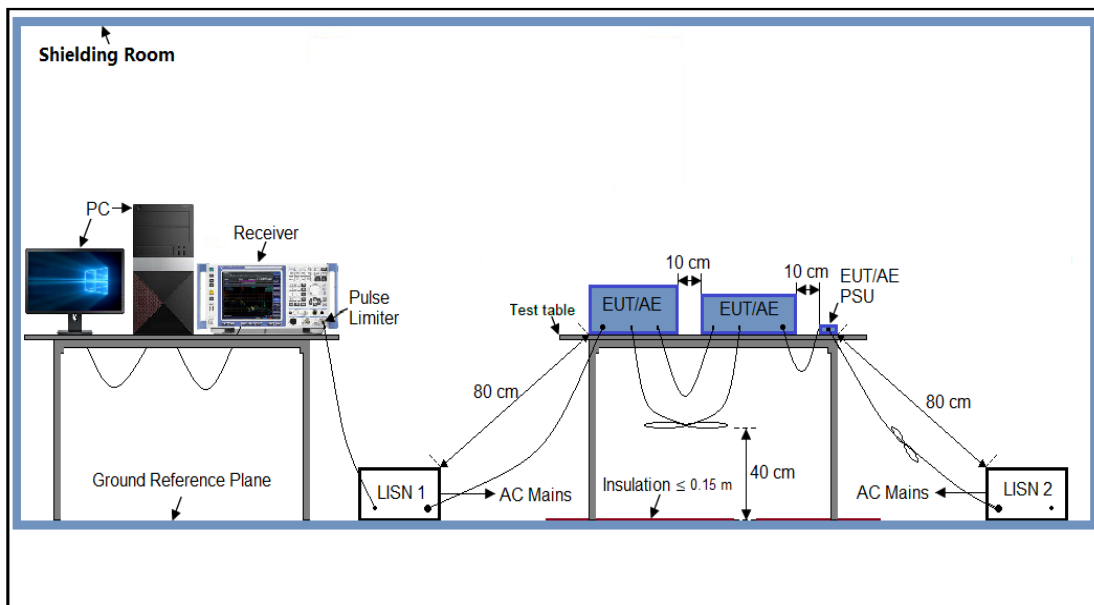 Shielding Room
PC
Receiver
Pulse
Limiter
10 cm
10 cm
EUT/AE
PSU
EUT/AE
EUT/AE
Test table
80 cm
80 cm
40 cm
Ground Reference Plane
LISN 1
AC Mains
Insulation ≤ 0.15 m
AC Mains
LISN 2